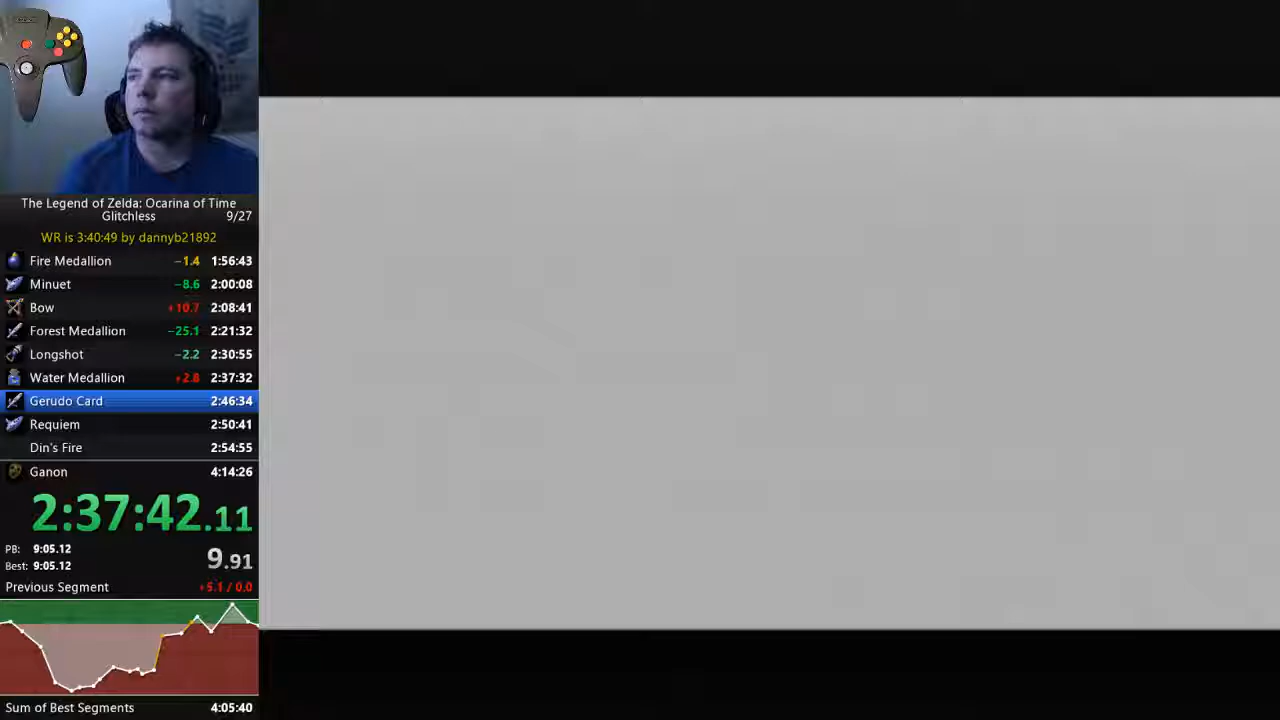 The Legend of Zelda: Ocarina of Time
Glitchless 9/27
WR is 3:40:49 by dannyb21892
Fire Medallion −1.4 1:56:43
Minuet −8.6 2:00:08
Bow +10.7 2:08:41
Forest Medallion −25.1 2:21:32
Longshot −2.2 2:30:55
Water Medallion +2.8 2:37:32
Gerudo Card 2:46:34
Requiem 2:50:41
Din's Fire 2:54:55
Ganon 4:14:26
2:37:42.11
PB: 9:05.12
Best: 9:05.12
9.91
Previous Segment +5.1 / 0.0
Sum of Best Segments 4:05:40